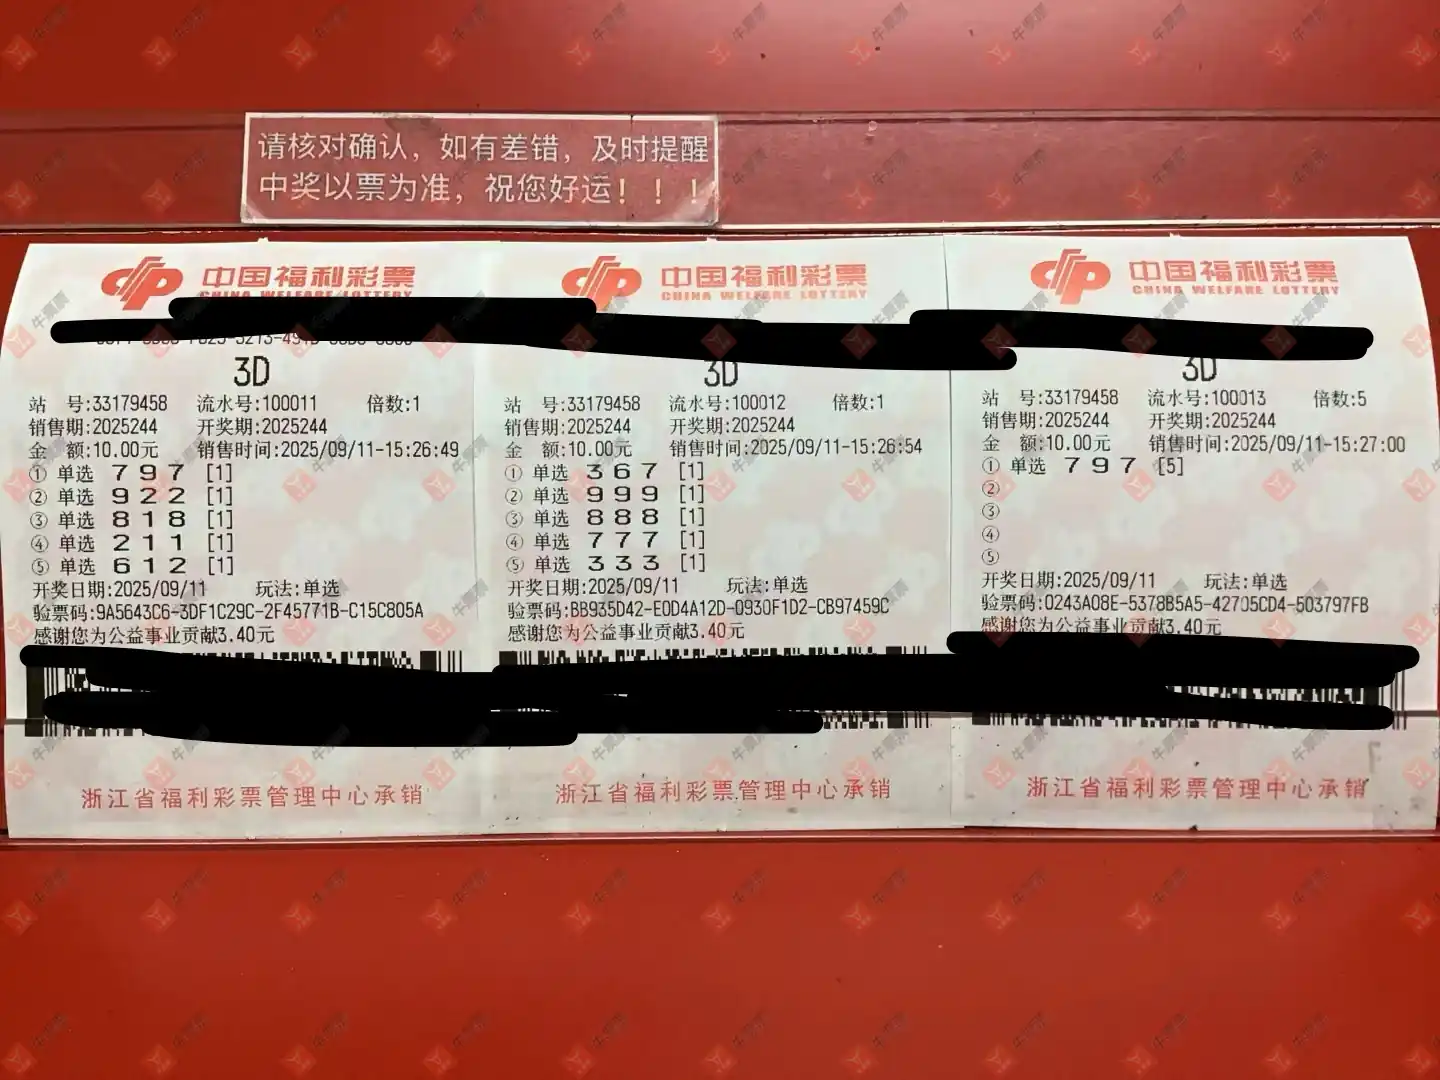 请核对确认，如有差错，及时提醒
中奖以票为准，祝您好运！！！
中国福利彩票
CHINA WELFARE LOTTERY
3D
站 号:33179458 流水号:100011 倍数:1
销售期:2025244 开奖期:2025244
金 额:10.00元 销售时间:2025/09/11-15:26:49
① 单选 7 9 7 [1]
② 单选 9 2 2 [1]
③ 单选 8 1 8 [1]
④ 单选 2 1 1 [1]
⑤ 单选 6 1 2 [1]
开奖日期:2025/09/11 玩法:单选
验票码:9A5643C6-3DF1C29C-2F45771B-C15C805A
感谢您为公益事业贡献3.40元
浙江省福利彩票管理中心承销
中国福利彩票
CHINA WELFARE LOTTERY
3D
站 号:33179458 流水号:100012 倍数:1
销售期:2025244 开奖期:2025244
金 额:10.00元 销售时间:2025/09/11-15:26:54
① 单选 3 6 7 [1]
② 单选 9 9 9 [1]
③ 单选 8 8 8 [1]
④ 单选 7 7 7 [1]
⑤ 单选 3 3 3 [1]
开奖日期:2025/09/11 玩法:单选
验票码:BB935D42-E0D4A12D-0930F1D2-CB97459C
感谢您为公益事业贡献3.40元
浙江省福利彩票管理中心承销
中国福利彩票
CHINA WELFARE LOTTERY
3D
站 号:33179458 流水号:100013 倍数:5
销售期:2025244 开奖期:2025244
金 额:10.00元 销售时间:2025/09/11-15:27:00
① 单选 7 9 7 [5]
②
③
④
⑤
开奖日期:2025/09/11 玩法:单选
验票码:0243A08E-5378B5A5-42705CD4-503797FB
感谢您为公益事业贡献3.40元
浙江省福利彩票管理中心承销